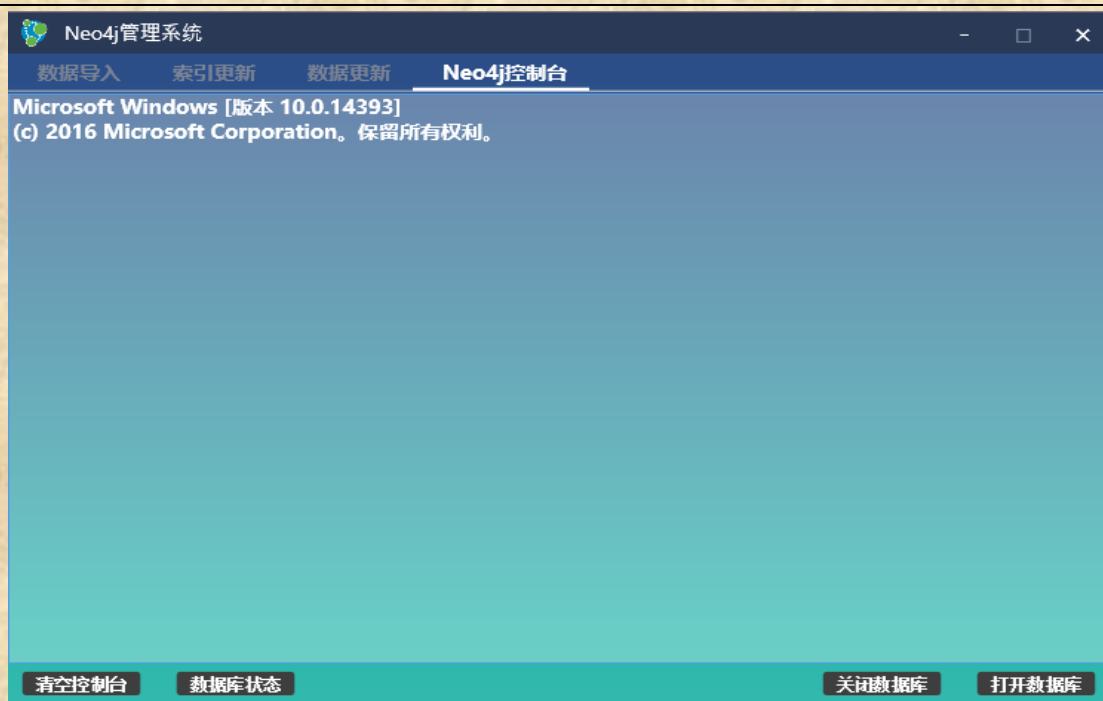 Neo4j管理系统
数据导入 索引更新 数据更新 Neo4j控制台
Microsoft Windows [版本 10.0.14393]
(c) 2016 Microsoft Corporation。保留所有权利。
清空控制台 数据库状态 关闭数据库 打开数据库